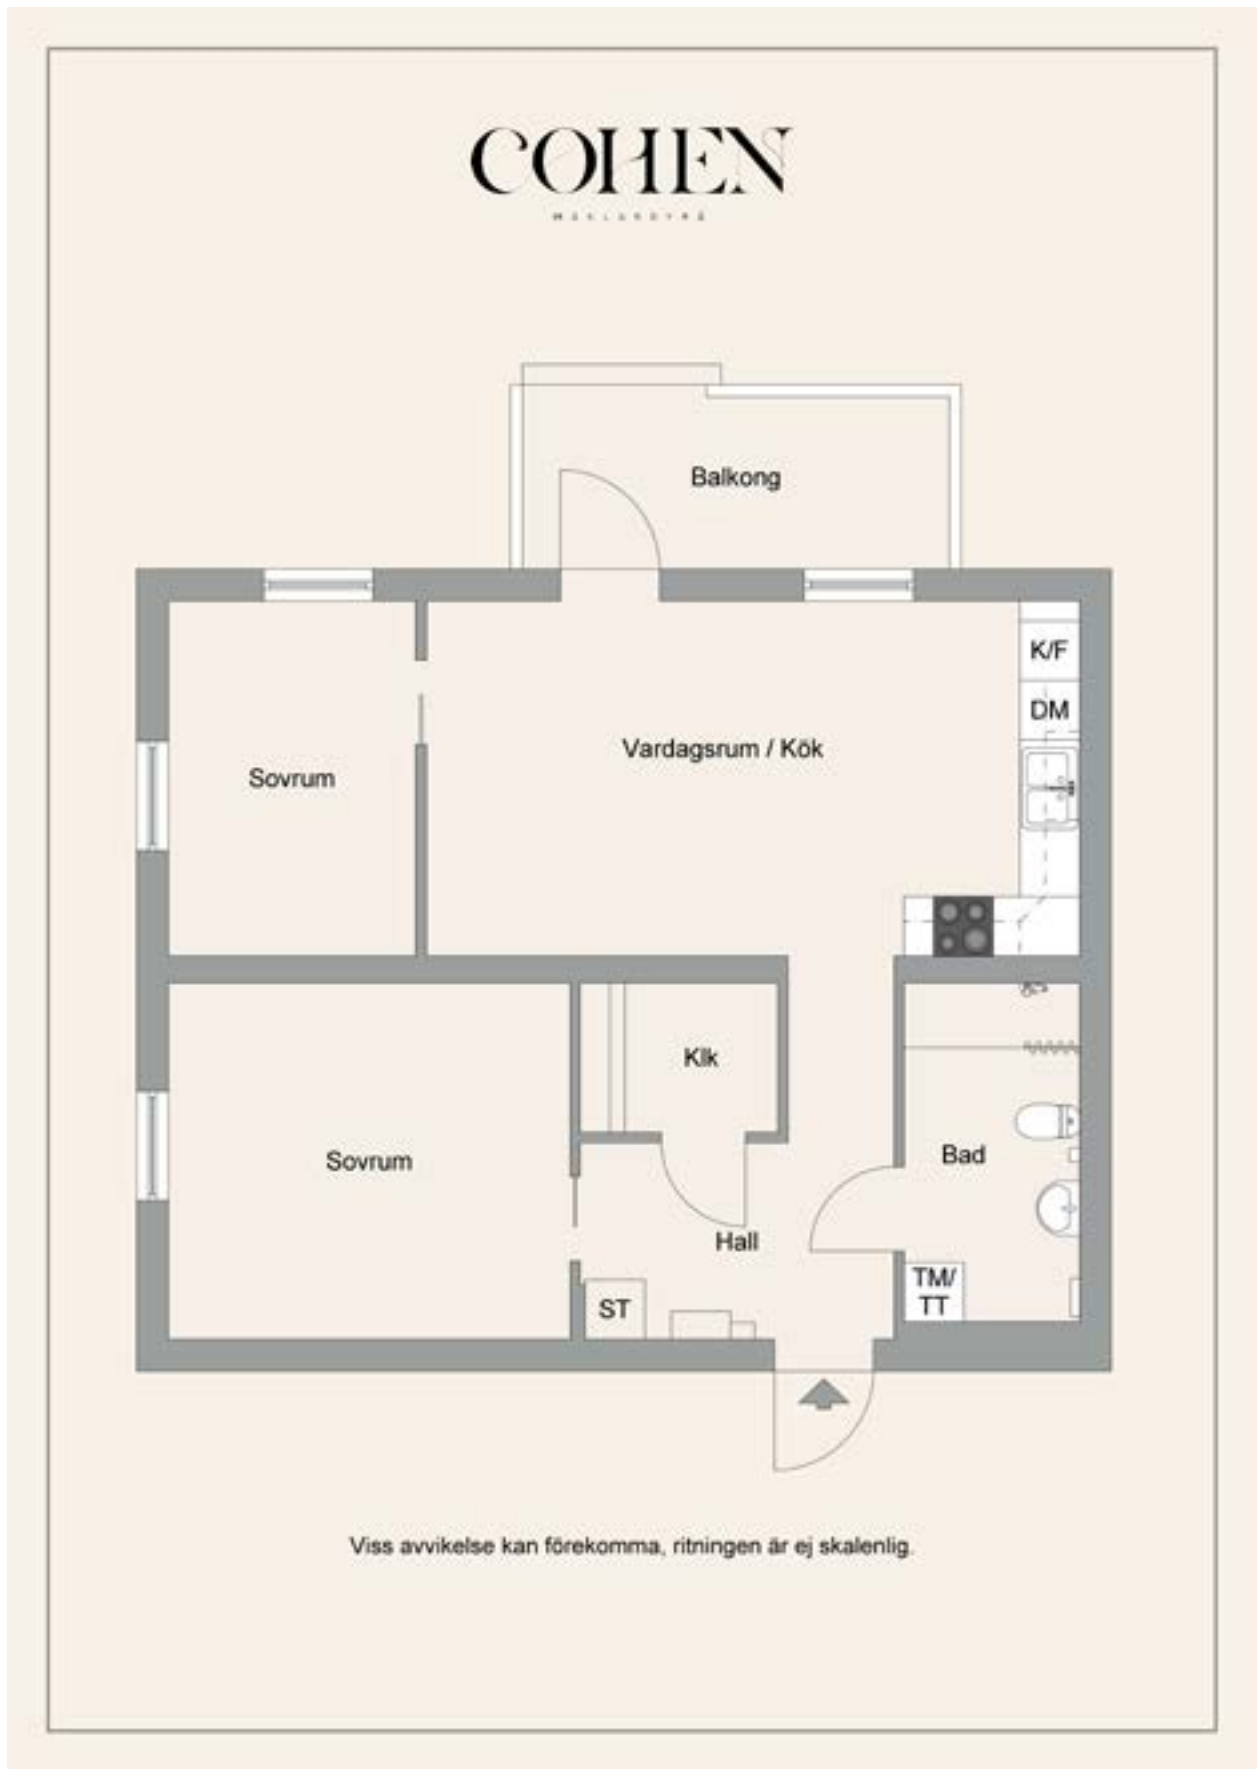 COHEN
MÄKLARBYRÅ
Balkong
K/F
DM
Vardagsrum / Kök
Sovrum
Klk
Sovrum
Bad
Hall
TM/
TT
ST
Viss avvikelse kan förekomma, ritningen är ej skalenlig.